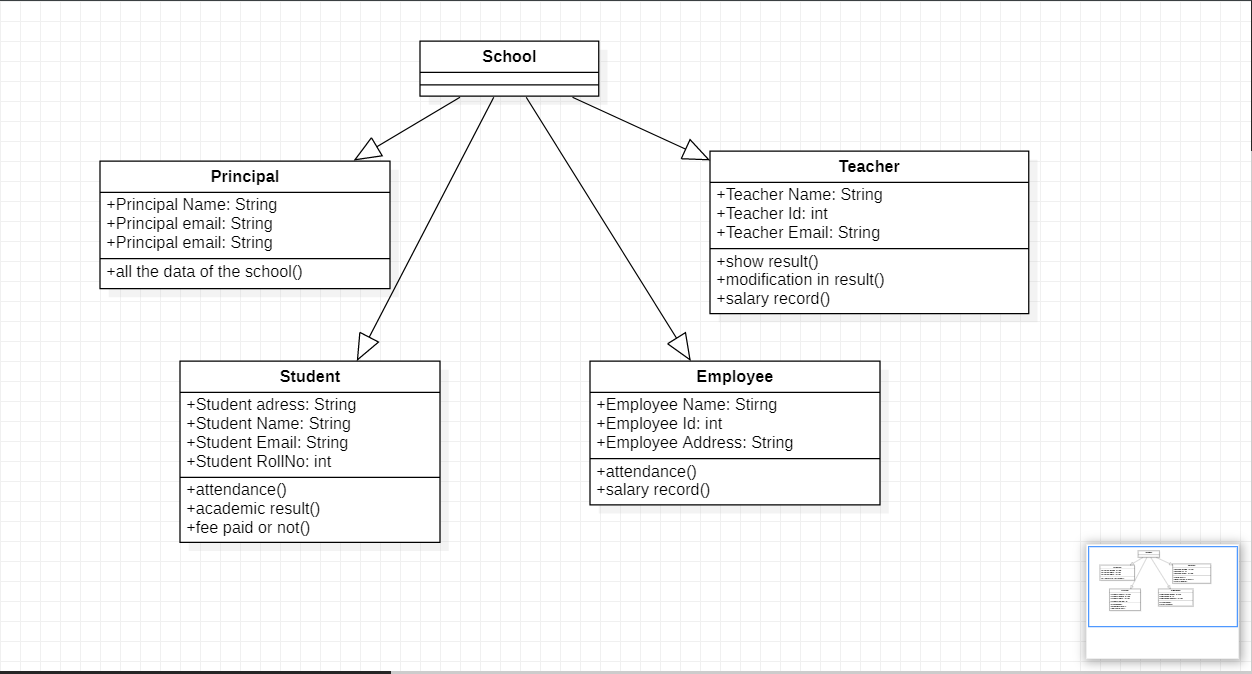 School
Principal
+Principal Name: String
+Principal email: String
+Principal email: String
+all the data of the school()
Teacher
+Teacher Name: String
+Teacher Id: int
+Teacher Email: String
+show result()
+modification in result()
+salary record()
Student
+Student adress: String
+Student Name: String
+Student Email: String
+Student RollNo: int
+attendance()
+academic result()
+fee paid or not()
Employee
+Employee Name: Stirng
+Employee Id: int
+Employee Address: String
+attendance()
+salary record()